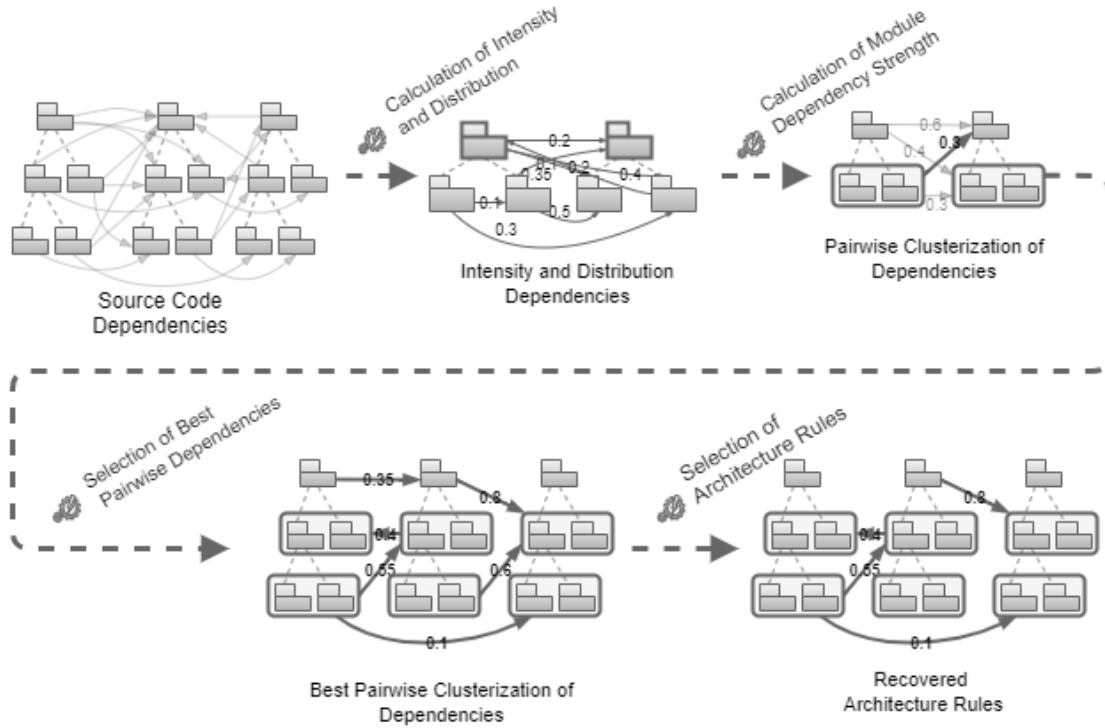 Calculation of Intensity
and Distribution
Calculation of Module
Dependency Strength
0.2
0.2
0.35
0.4
0.1
0.5
0.3
0.6
0.3
0.4
0.3
Source Code
Dependencies
Intensity and Distribution
Dependencies
Pairwise Clusterization of
Dependencies
Selection of Best
Pairwise Dependencies
Selection of
Architecture Rules
0.35
0.8
0.4
0.55
0.6
0.1
0.8
0.4
0.55
0.1
Best Pairwise Clusterization of
Dependencies
Recovered
Architecture Rules